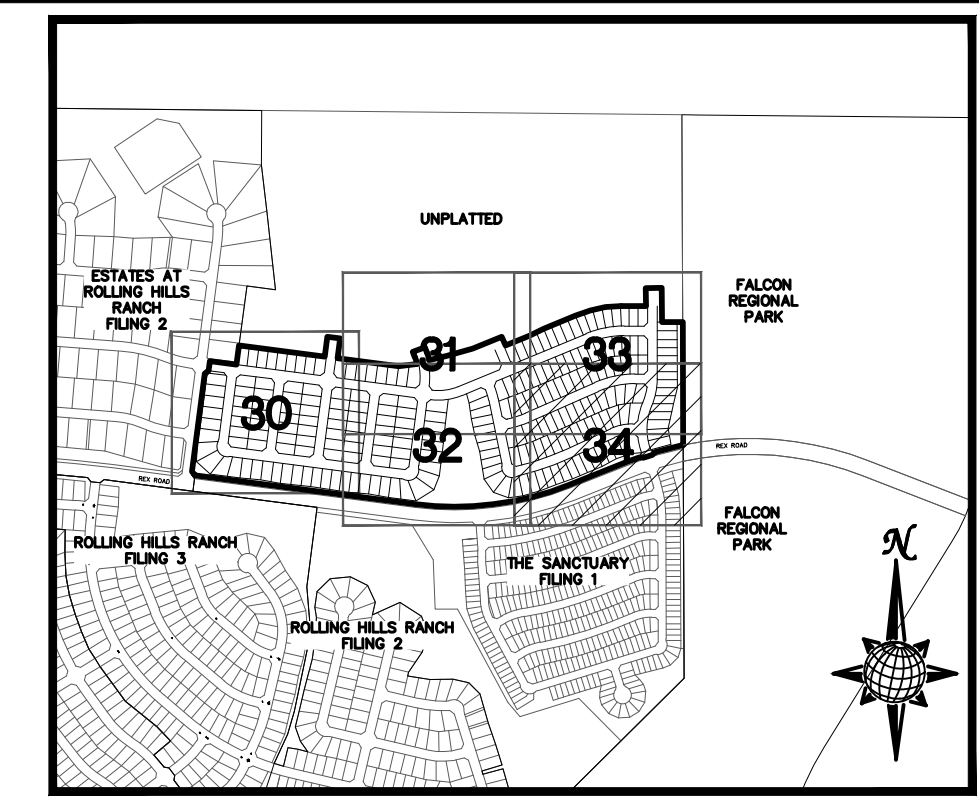 UNPLATTED
ESTATES AT
ROLLING HILLS
RANCH
FILING 2
FALCON
REGIONAL
PARK
31
33
30
32
34
REX ROAD
REX ROAD
FALCON
REGIONAL
PARK
ROLLING HILLS RANCH
FILING 3
THE SANCTUARY
FILING 1
ROLLING HILLS RANCH
FILING 2
N